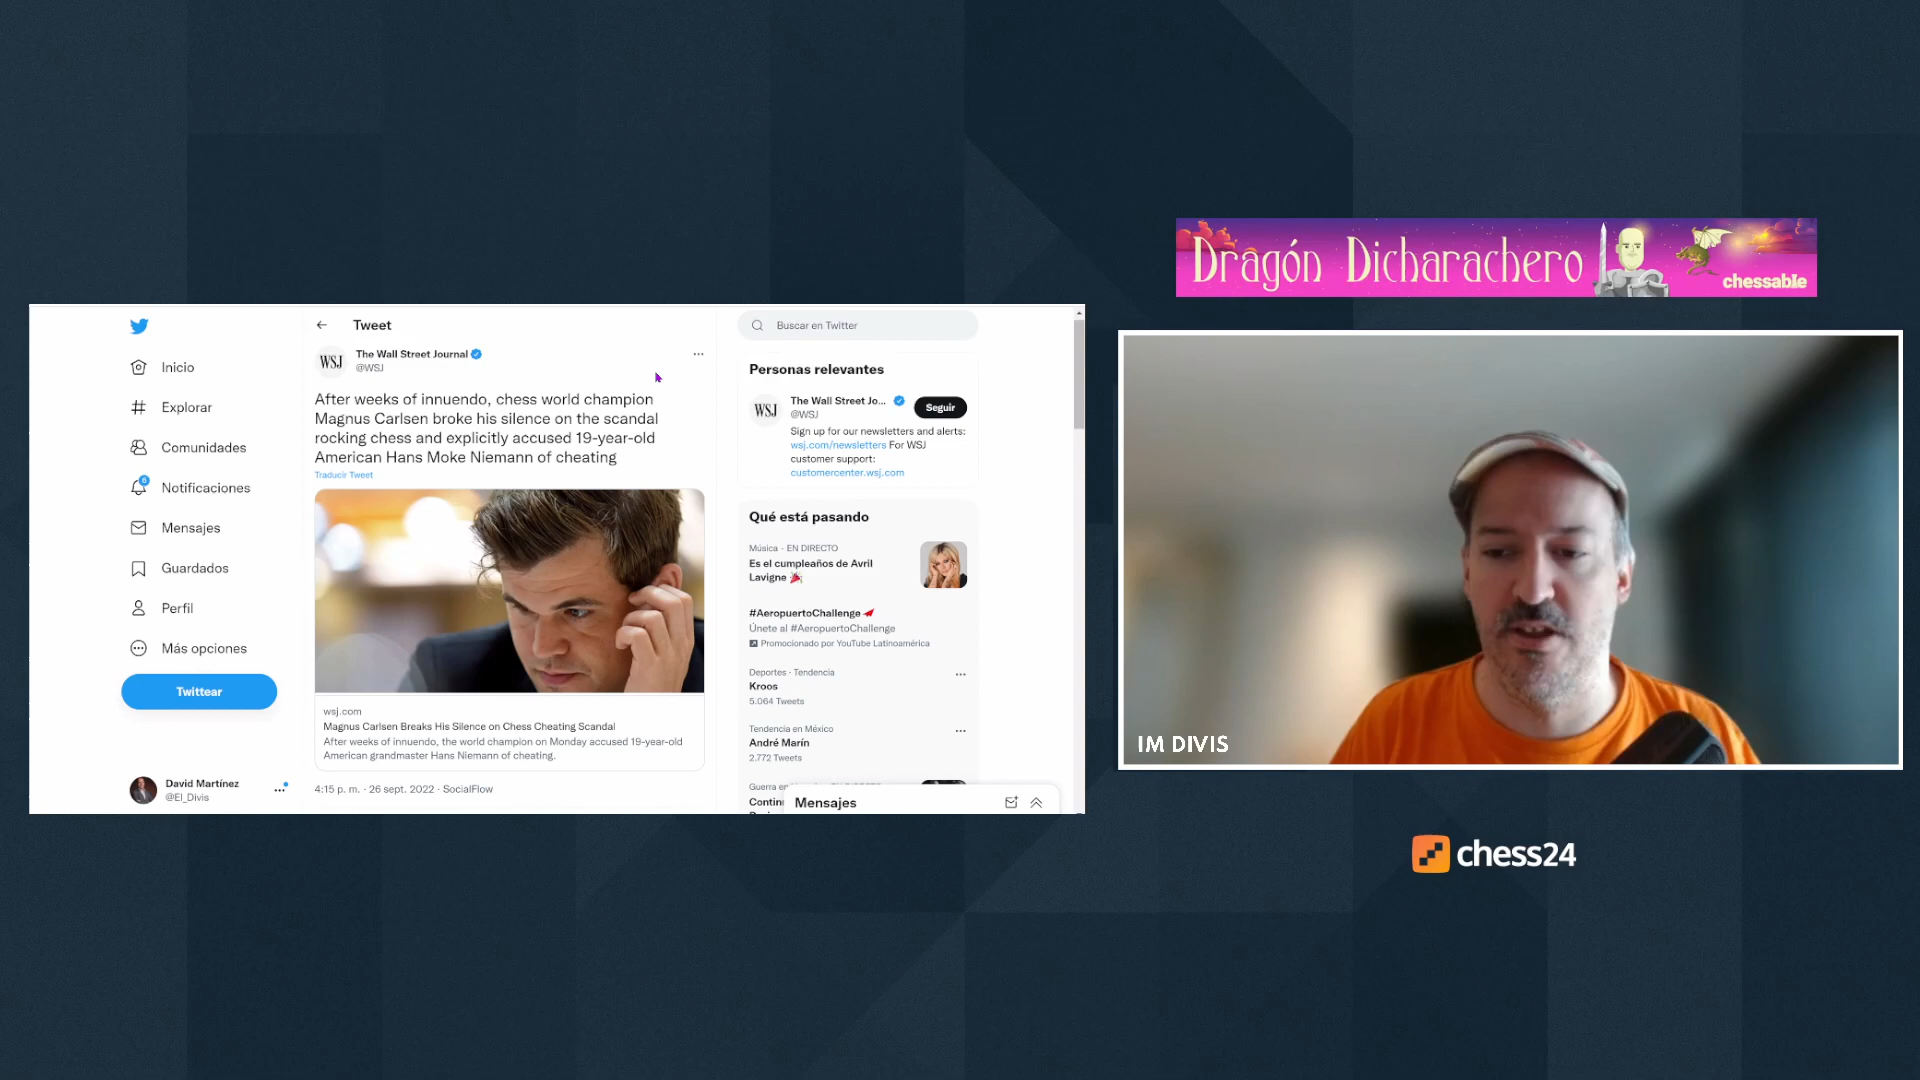 Inicio
Explorar
Comunidades
6
Notificaciones
Mensajes
Guardados
Perfil
Más opciones
Twittear
David Martínez
@El_Divis
Tweet
WSJ
The Wall Street Journal
@WSJ
After weeks of innuendo, chess world champion
Magnus Carlsen broke his silence on the scandal
rocking chess and explicitly accused 19-year-old
American Hans Moke Niemann of cheating
Traducir Tweet
wsj.com
Magnus Carlsen Breaks His Silence on Chess Cheating Scandal
After weeks of innuendo, the world champion on Monday accused 19-year-old
American grandmaster Hans Niemann of cheating.
4:15 p. m. · 26 sept. 2022 · SocialFlow
Buscar en Twitter
Personas relevantes
WSJ
The Wall Street Jo...
@WSJ
Seguir
Sign up for our newsletters and alerts:
wsj.com/newsletters For WSJ
customer support:
customercenter.wsj.com
Qué está pasando
Música · EN DIRECTO
Es el cumpleaños de Avril
Lavigne
#AeropuertoChallenge
Únete al #AeropuertoChallenge
Promocionado por YouTube Latinoamérica
Deportes · Tendencia
Kroos
5.064 Tweets
Tendencia en México
André Marín
2.772 Tweets
Mensajes
Dragón Dicharachero
chessable
IM DIVIS
chess24